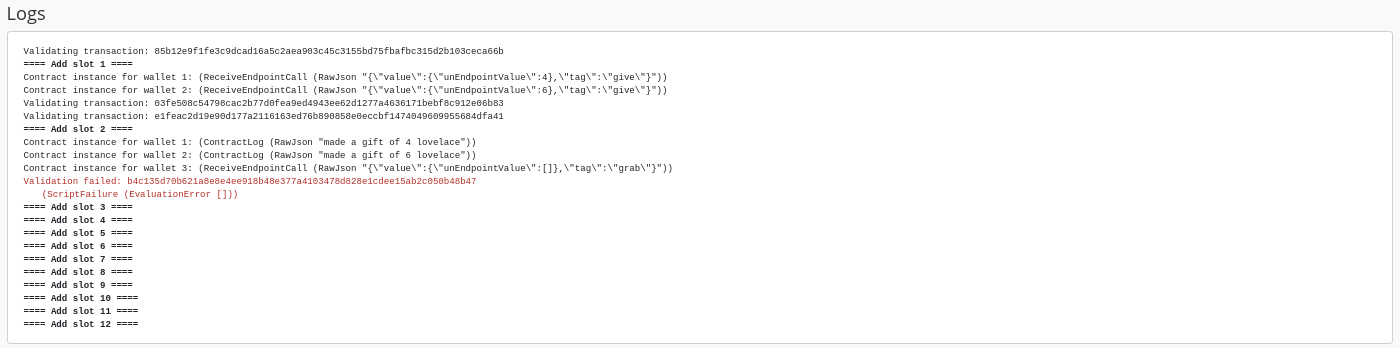 Logs
Validating transaction: 85b12e9f1fe3c9dcad16a5c2aea903c45c3155bd75fbafbc315d2b103ceca66b
==== Add slot 1 ====
Contract instance for wallet 1: (ReceiveEndpointCall (RawJson "{\"value\":{\"unEndpointValue\":4},\"tag\":\"give\"}"))
Contract instance for wallet 2: (ReceiveEndpointCall (RawJson "{\"value\":{\"unEndpointValue\":6},\"tag\":\"give\"}"))
Validating transaction: 03fe508c54798cac2b77d0fea9ed4943ee62d1277a4636171bebf8c912e06b83
Validating transaction: e1feac2d19e90d177a2116163ed76b890858e0eccbf1474049609955684dfa41
==== Add slot 2 ====
Contract instance for wallet 1: (ContractLog (RawJson "made a gift of 4 lovelace"))
Contract instance for wallet 2: (ContractLog (RawJson "made a gift of 6 lovelace"))
Contract instance for wallet 3: (ReceiveEndpointCall (RawJson "{\"value\":{\"unEndpointValue\":[]},\"tag\":\"grab\"}"))
Validation failed: b4c135d70b621a8e8e4ee918b48e377a4103478d828e1cdee15ab2c050b48b47
(ScriptFailure (EvaluationError []))
==== Add slot 3 ====
==== Add slot 4 ====
==== Add slot 5 ====
==== Add slot 6 ====
==== Add slot 7 ====
==== Add slot 8 ====
==== Add slot 9 ====
==== Add slot 10 ====
==== Add slot 11 ====
==== Add slot 12 ====